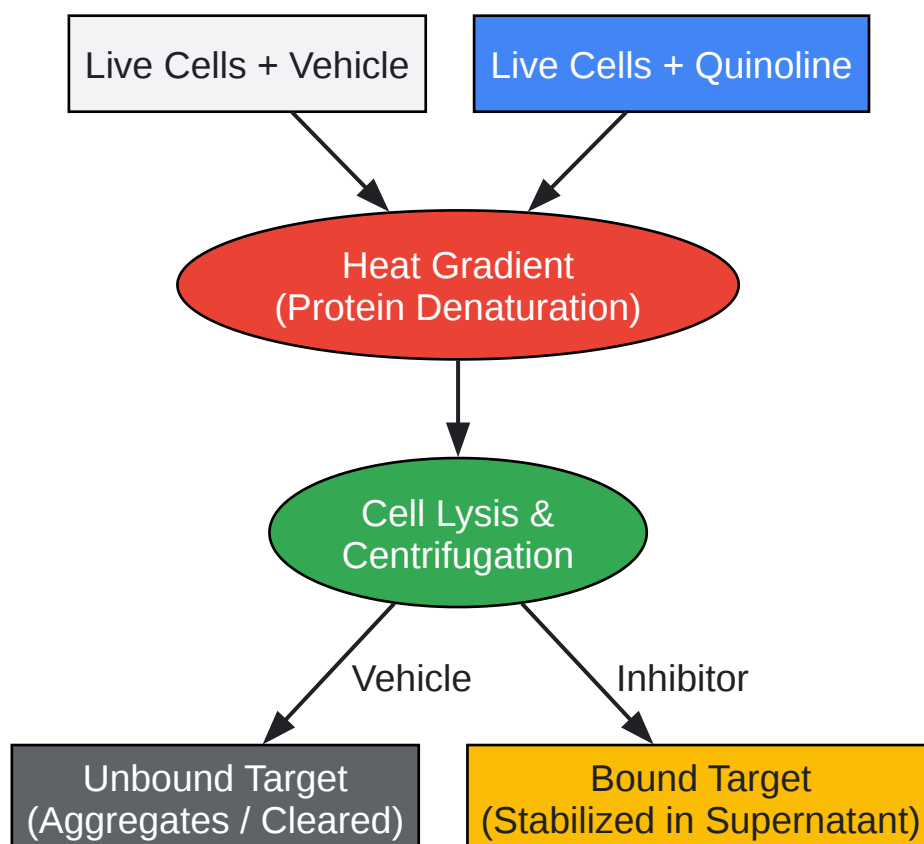 Live Cells + Vehicle
Live Cells + Quinoline
Heat Gradient
(Protein Denaturation)
Cell Lysis &
Centrifugation
Vehicle
Inhibitor
Unbound Target
(Aggregates / Cleared)
Bound Target
(Stabilized in Supernatant)